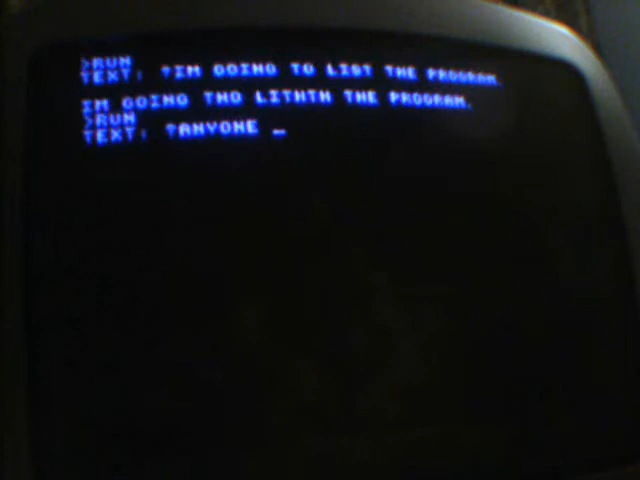 >RUN
TEXT: ?IM GOING TO LIST THE PROGRAM.
IM GOING THO LITHTH THE PROGRAM.
>RUN
TEXT: ?ANYONE _